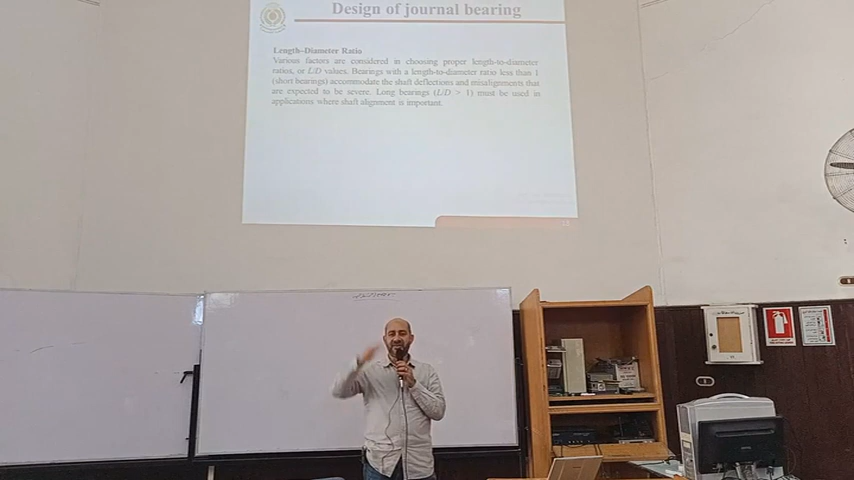 Design of journal bearing
Length-Diameter Ratio
Various factors are considered in choosing proper length-to-diameter
ratios, or L/D values. Bearings with a length-to-diameter ratio less than 1
(short bearings) accommodate the shaft deflections and misalignments that
are expected to be severe. Long bearings (L/D > 1) must be used in
applications where shaft alignment is important.